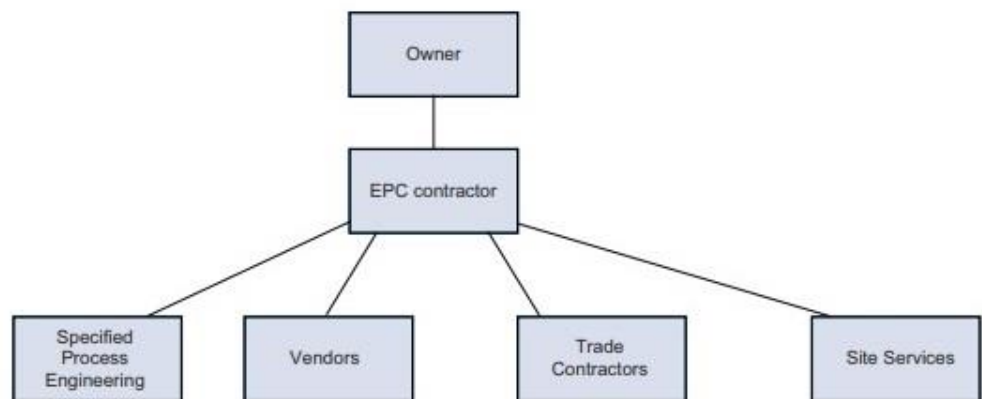 Owner
EPC contractor
Specified
Process
Engineering
Vendors
Trade
Contractors
Site Services